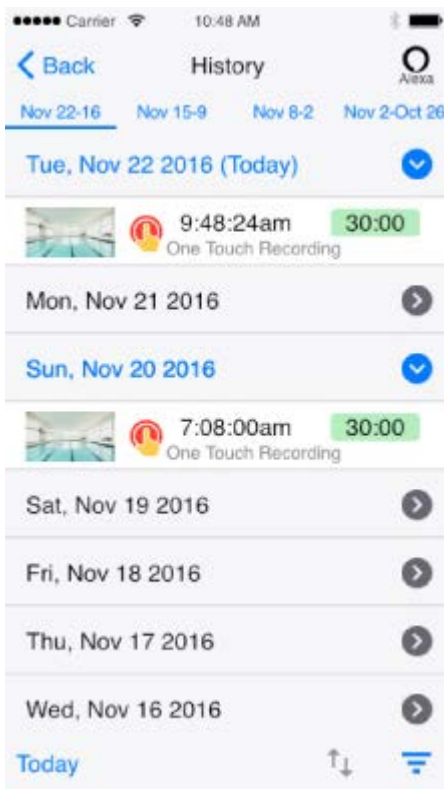 Carrier 10:48 AM
Back History Alexa
Nov 22-16 Nov 15-9 Nov 8-2 Nov 2-Oct 26
Tue, Nov 22 2016 (Today)
9:48:24am 30:00
One Touch Recording
Mon, Nov 21 2016
Sun, Nov 20 2016
7:08:00am 30:00
One Touch Recording
Sat, Nov 19 2016
Fri, Nov 18 2016
Thu, Nov 17 2016
Wed, Nov 16 2016
Today